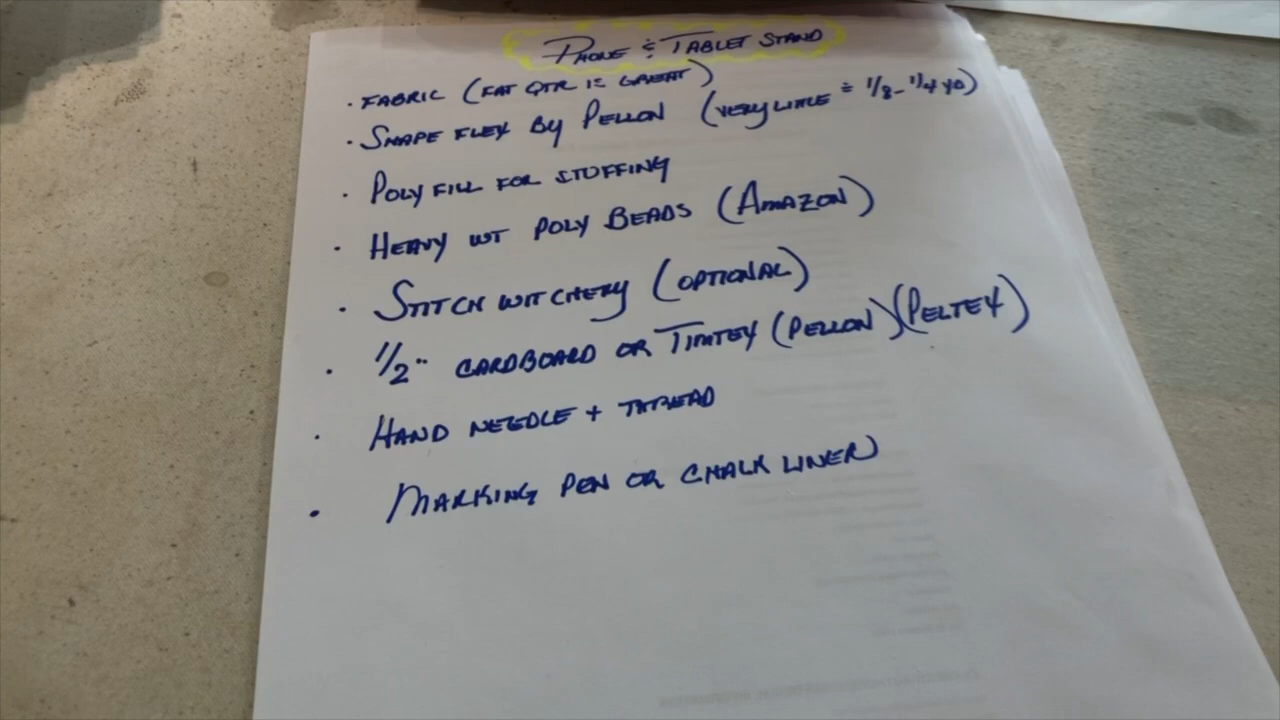 PHONE & TABLET STAND
· FABRIC (FAT QTR IS GREAT)
· SHAPE FLEX BY PELLON (VERY LITTLE = 1/8 - 1/4 YD)
· POLY FILL FOR STUFFING
· HEAVY WT POLY BEADS (AMAZON)
· STITCH WITCHERY (OPTIONAL)
· 1/2" CARDBOARD OR TIMTEX (PELLON) (PELTEX)
· HAND NEEDLE + THREAD
· MARKING PEN OR CHALK LINER